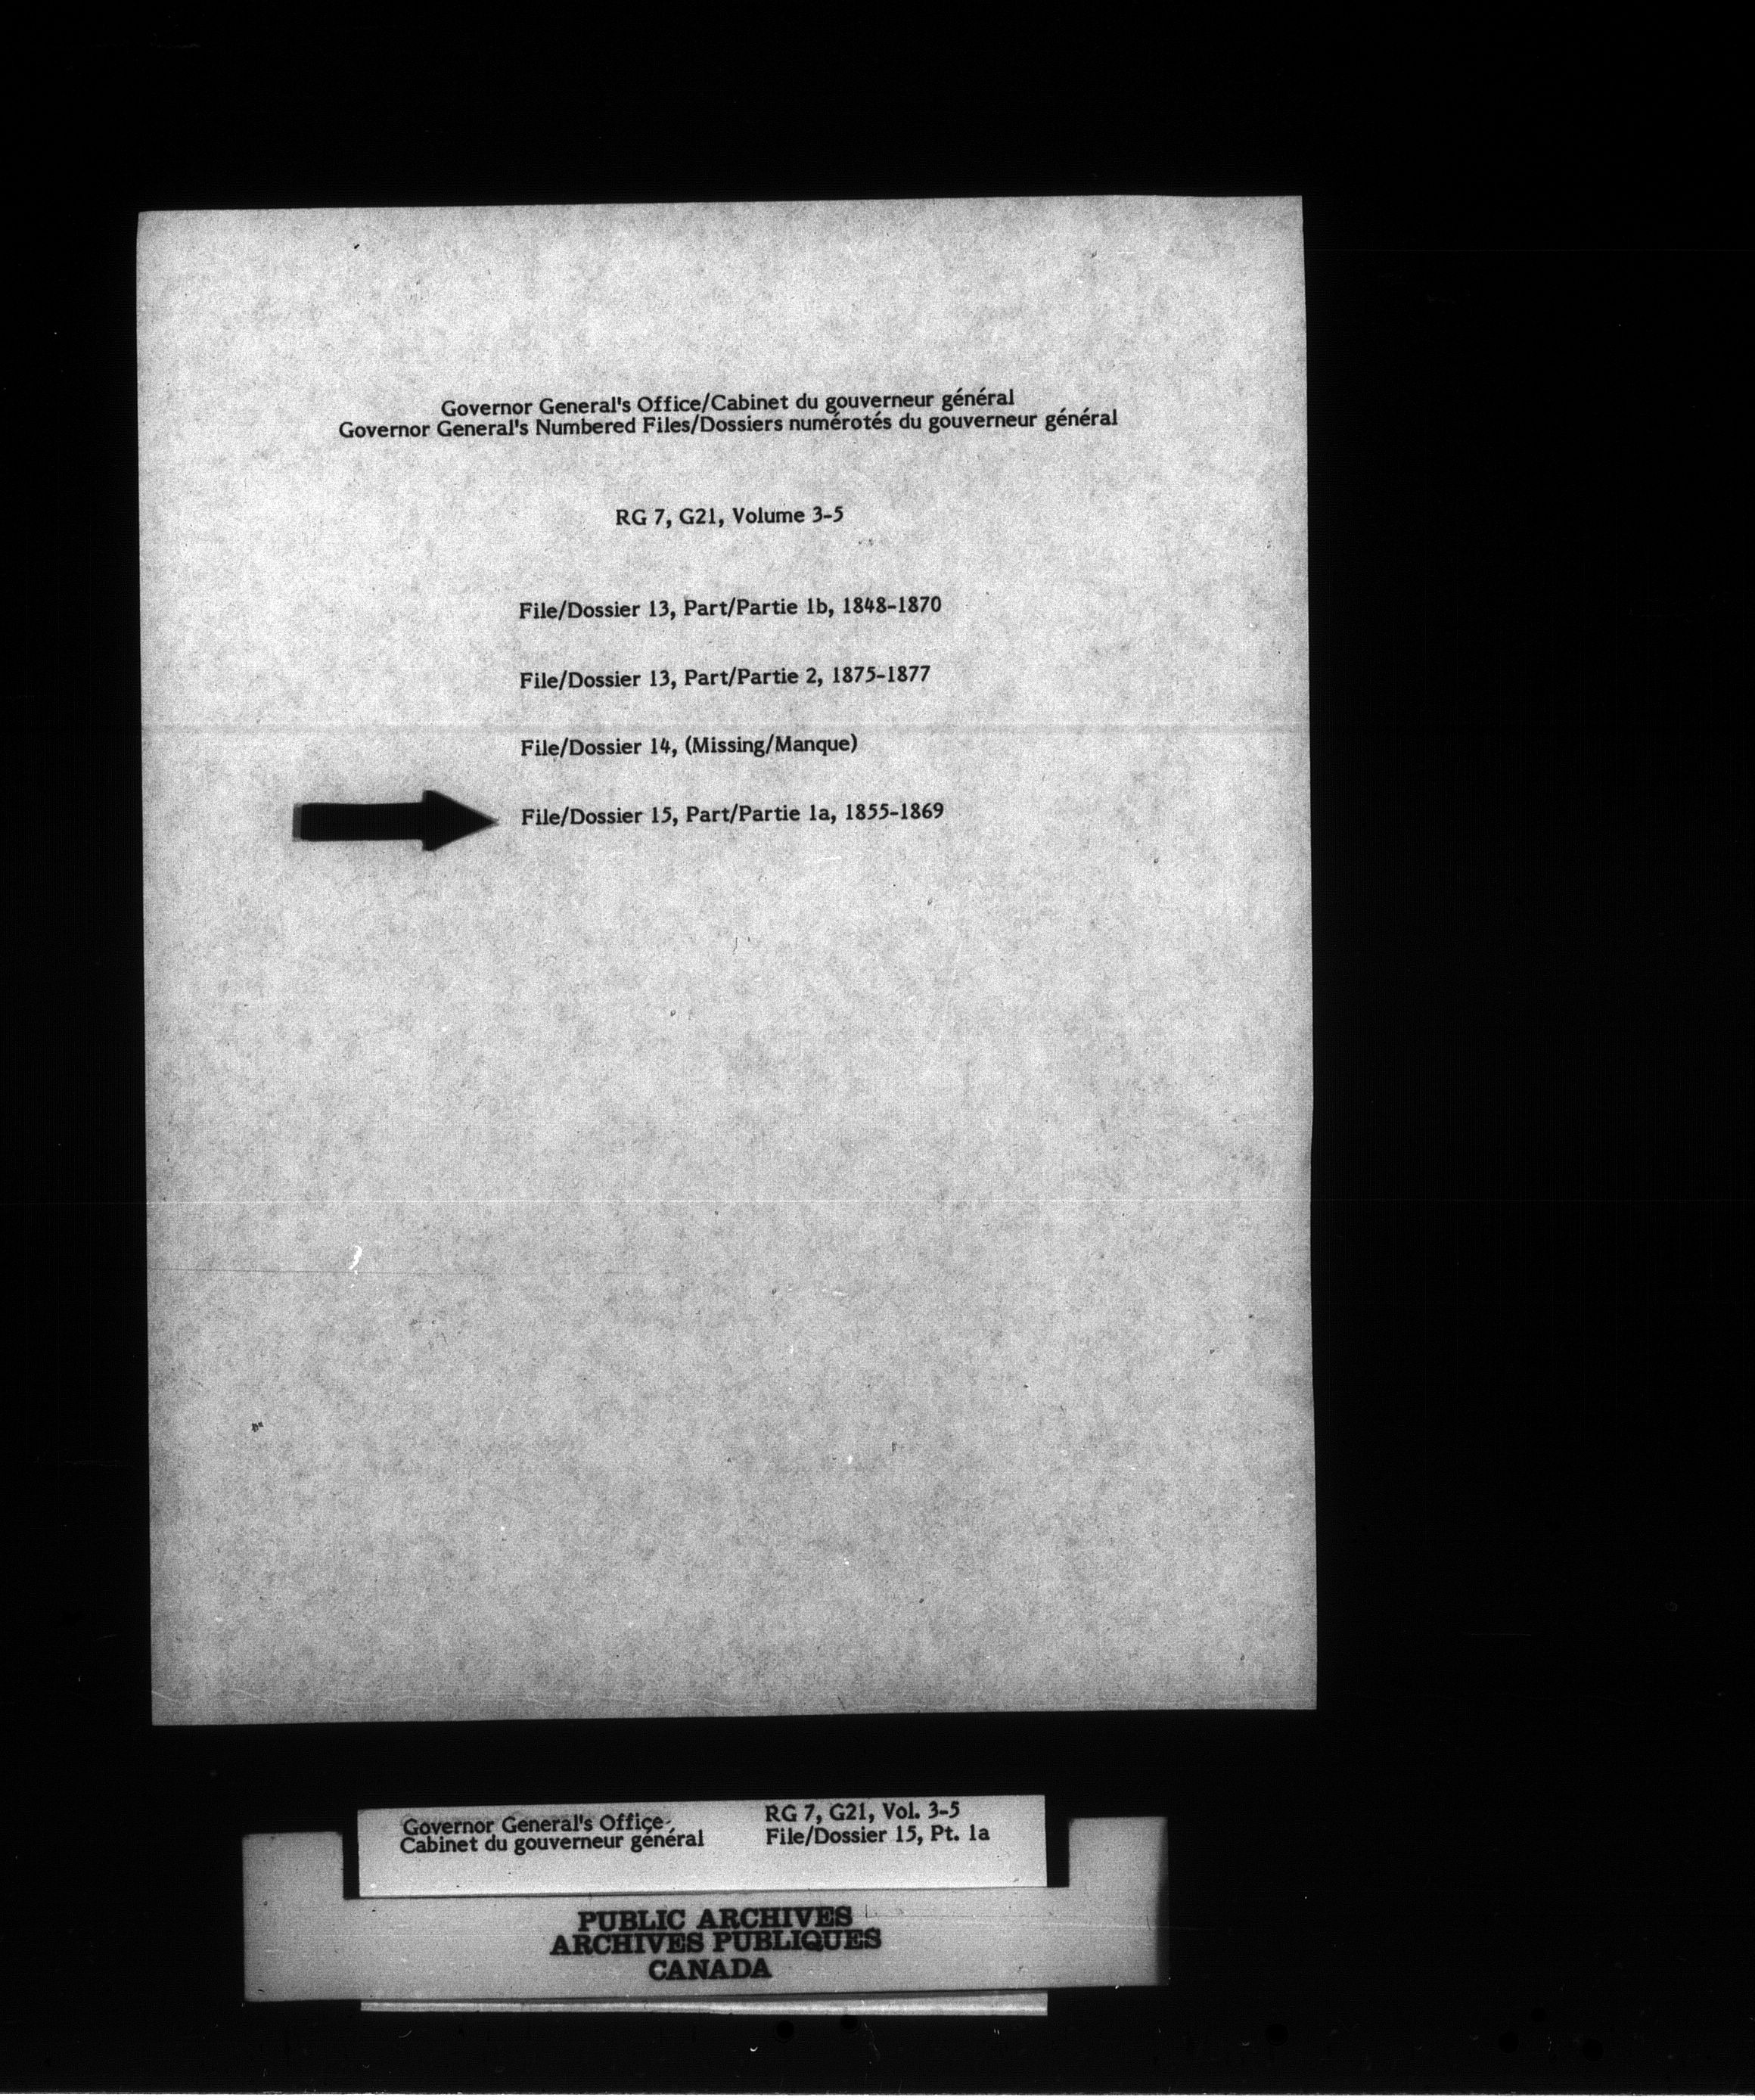 Governor General's Office/Cabinet du gouverneur général
Governor General's Numbered Files/Dossiers numérotés du gouverneur général
RG 7, G21, Volume 3-5
File/Dossier 13, Part/Partie 1b, 1848-1870
File/Dossier 13, Part/Partie 2, 1875-1877
File/Dossier 14, (Missing/Manque)
File/Dossier 15, Part/Partie 1a, 1855-1869
Governor General's Office
Cabinet du gouverneur général
RG 7, G21, Vol. 3-5
File/Dossier 15, Pt. 1a
PUBLIC ARCHIVES
ARCHIVES PUBLIQUES
CANADA